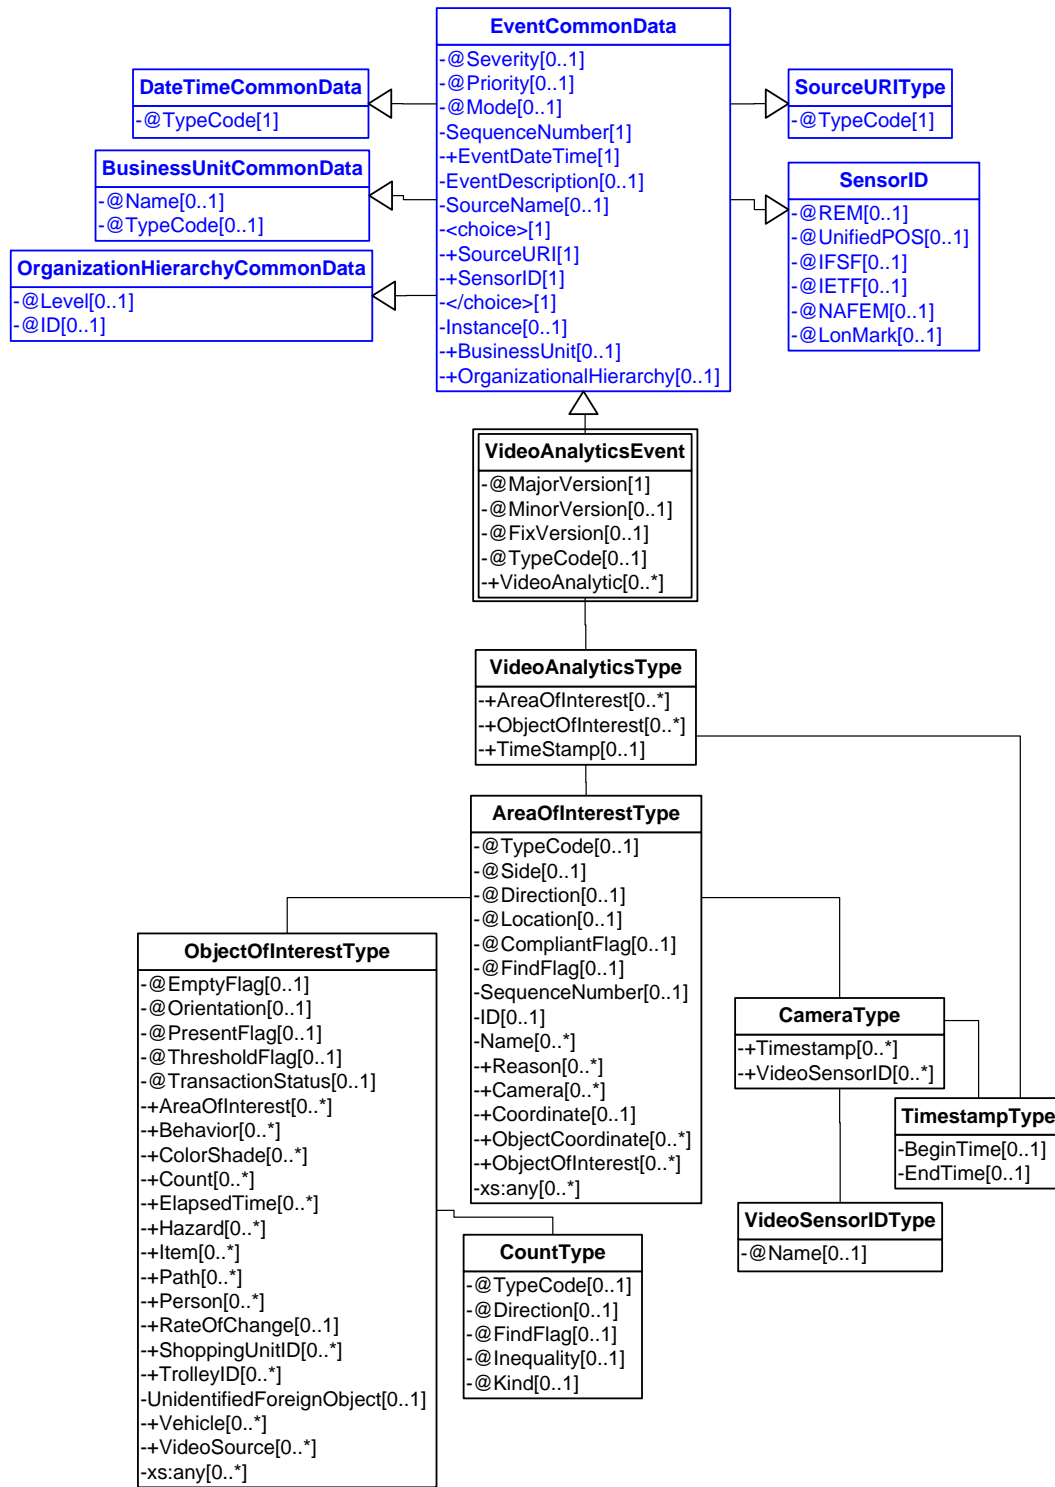 EventCommonData
-@Severity[0..1]
-@Priority[0..1]
-@Mode[0..1]
-SequenceNumber[1]
-+EventDateTime[1]
-EventDescription[0..1]
-SourceName[0..1]
-<choice>[1]
-+SourceURI[1]
-+SensorID[1]
-</choice>[1]
-Instance[0..1]
-+BusinessUnit[0..1]
-+OrganizationalHierarchy[0..1]
DateTimeCommonData
-@TypeCode[1]
BusinessUnitCommonData
-@Name[0..1]
-@TypeCode[0..1]
OrganizationHierarchyCommonData
-@Level[0..1]
-@ID[0..1]
SourceURIType
-@TypeCode[1]
SensorID
-@REM[0..1]
-@UnifiedPOS[0..1]
-@IFSF[0..1]
-@IETF[0..1]
-@NAFEM[0..1]
-@LonMark[0..1]
VideoAnalyticsEvent
-@MajorVersion[1]
-@MinorVersion[0..1]
-@FixVersion[0..1]
-@TypeCode[0..1]
-+VideoAnalytic[0..*]
VideoAnalyticsType
-+AreaOfInterest[0..*]
-+ObjectOfInterest[0..*]
-+TimeStamp[0..1]
AreaOfInterestType
-@TypeCode[0..1]
-@Side[0..1]
-@Direction[0..1]
-@Location[0..1]
-@CompliantFlag[0..1]
-@FindFlag[0..1]
-SequenceNumber[0..1]
-ID[0..1]
-Name[0..*]
-+Reason[0..*]
-+Camera[0..*]
-+Coordinate[0..1]
-+ObjectCoordinate[0..*]
-+ObjectOfInterest[0..*]
-xs:any[0..*]
ObjectOfInterestType
-@EmptyFlag[0..1]
-@Orientation[0..1]
-@PresentFlag[0..1]
-@ThresholdFlag[0..1]
-@TransactionStatus[0..1]
-+AreaOfInterest[0..*]
-+Behavior[0..*]
-+ColorShade[0..*]
-+Count[0..*]
-+ElapsedTime[0..*]
-+Hazard[0..*]
-+Item[0..*]
-+Path[0..*]
-+Person[0..*]
-+RateOfChange[0..1]
-+ShoppingUnitID[0..*]
-+TrolleyID[0..*]
-UnidentifiedForeignObject[0..1]
-+Vehicle[0..*]
-+VideoSource[0..*]
-xs:any[0..*]
CameraType
-+Timestamp[0..*]
-+VideoSensorID[0..*]
TimestampType
-BeginTime[0..1]
-EndTime[0..1]
VideoSensorIDType
-@Name[0..1]
CountType
-@TypeCode[0..1]
-@Direction[0..1]
-@FindFlag[0..1]
-@Inequality[0..1]
-@Kind[0..1]